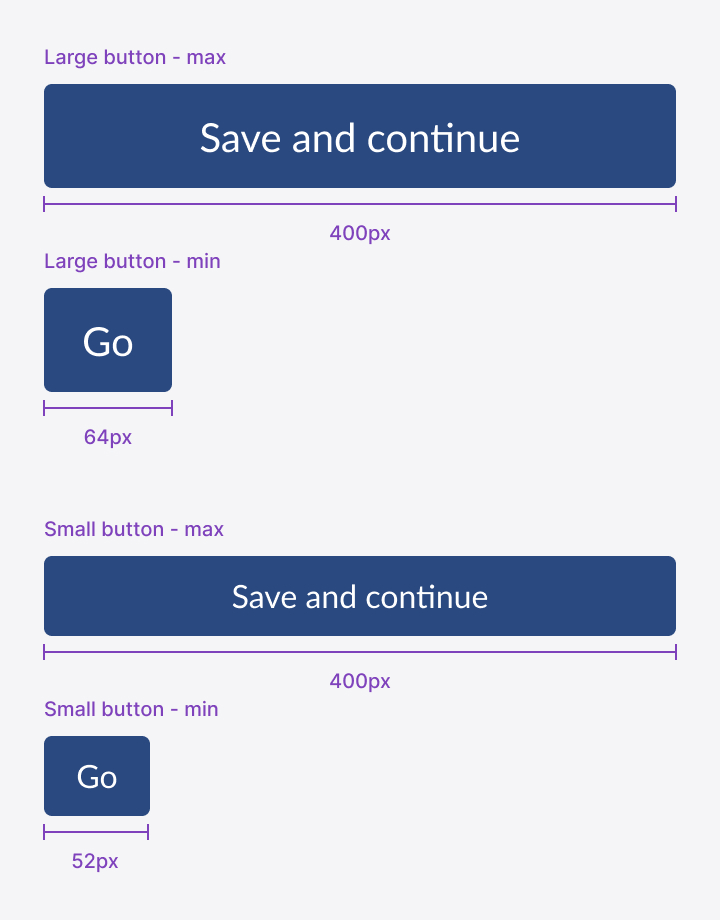 Large button - max
Save and continue
400px
Large button - min
Go
64px
Small button - max
Save and continue
400px
Small button - min
Go
52px